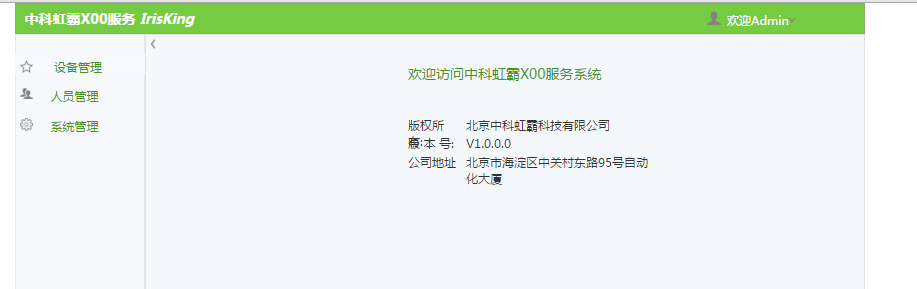 中科虹霸X00服务 IrisKing
欢迎Admin
设备管理
人员管理
系统管理
欢迎访问中科虹霸X00服务系统
版权所 北京中科虹霸科技有限公司
本 号: V1.0.0.0
公司地址 北京市海淀区中关村东路95号自动
化大厦